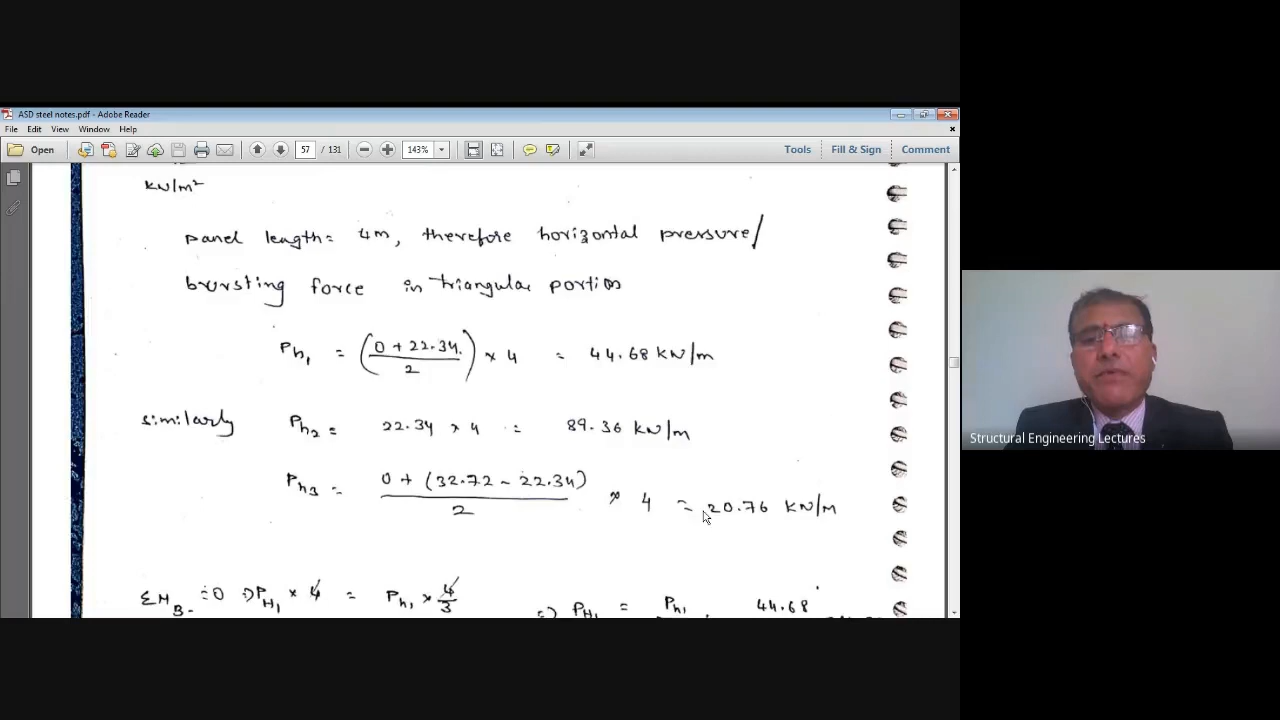 ASD steel notes.pdf - Adobe Reader
File Edit View Window Help
Open 57 / 131 143% Tools Fill & Sign Comment
KN/m²
panel length= 4m, therefore horizontal pressure/
brursting force in triangular portion
Ph1 = (0 + 22.34 / 2) × 4 = 44.68 KN/m
similarly Ph2 = 22.34 × 4 = 89.36 KN/m
Ph3 = 0 + (32.72 - 22.34) / 2 × 4 = 20.76 KN/m
ΣMB = 0 ⇒ PH1 × 4 = Ph1 × 4/3 ⇒ PH1 = Ph1 44.68
Structural Engineering Lectures